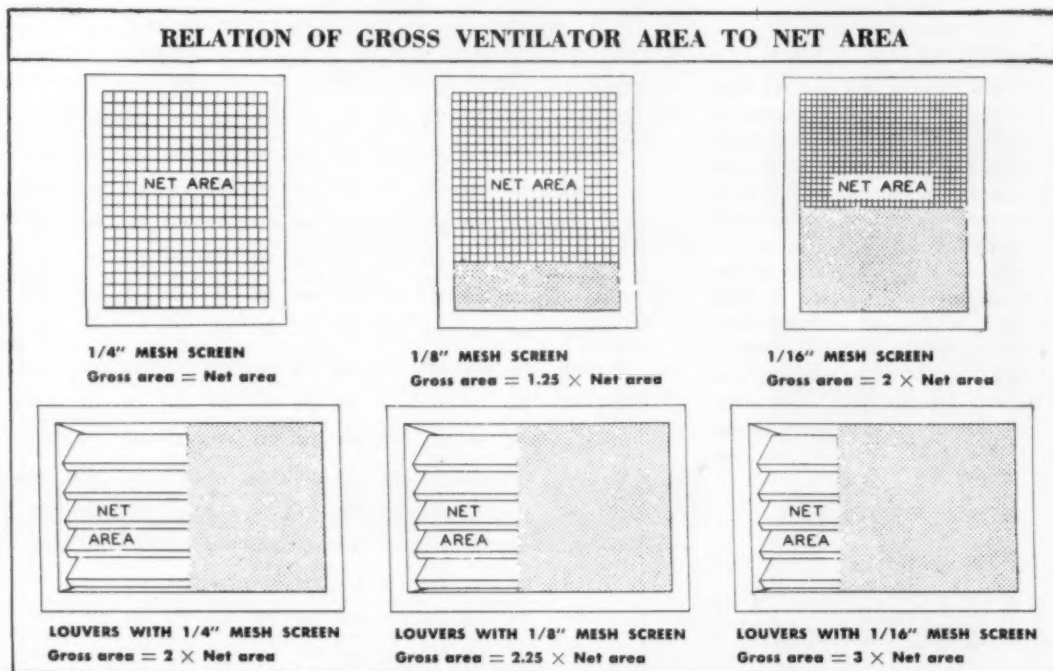 RELATION OF GROSS VENTILATOR AREA TO NET AREA
NET AREA
NET AREA
NET AREA
1/4" MESH SCREEN
Gross area = Net area
1/8" MESH SCREEN
Gross area = 1.25 × Net area
1/16" MESH SCREEN
Gross area = 2 × Net area
NET
AREA
NET
AREA
NET
AREA
LOUVERS WITH 1/4" MESH SCREEN
Gross area = 2 × Net area
LOUVERS WITH 1/8" MESH SCREEN
Gross area = 2.25 × Net area
LOUVERS WITH 1/16" MESH SCREEN
Gross area = 3 × Net area